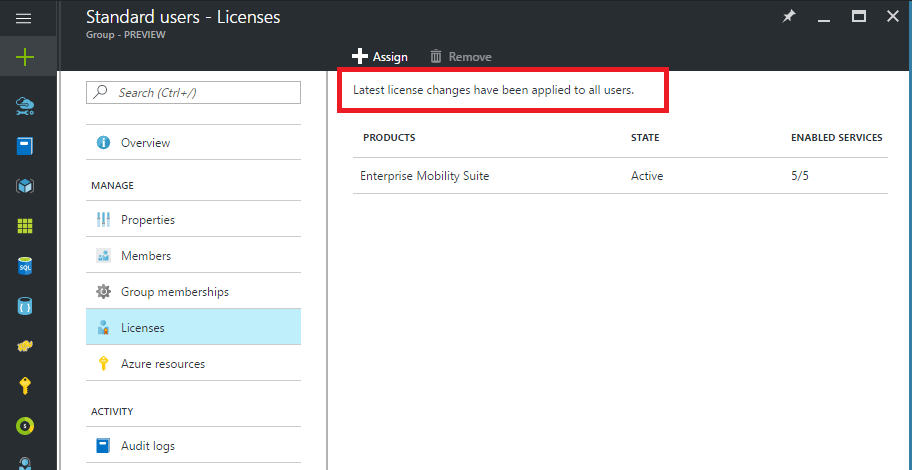 Standard users - Licenses
Group - PREVIEW
Assign
Remove
Search (Ctrl+/)
Overview
MANAGE
Properties
Members
Group memberships
Licenses
Azure resources
ACTIVITY
Audit logs
Latest license changes have been applied to all users.
PRODUCTS STATE ENABLED SERVICES
Enterprise Mobility Suite Active 5/5
SQL